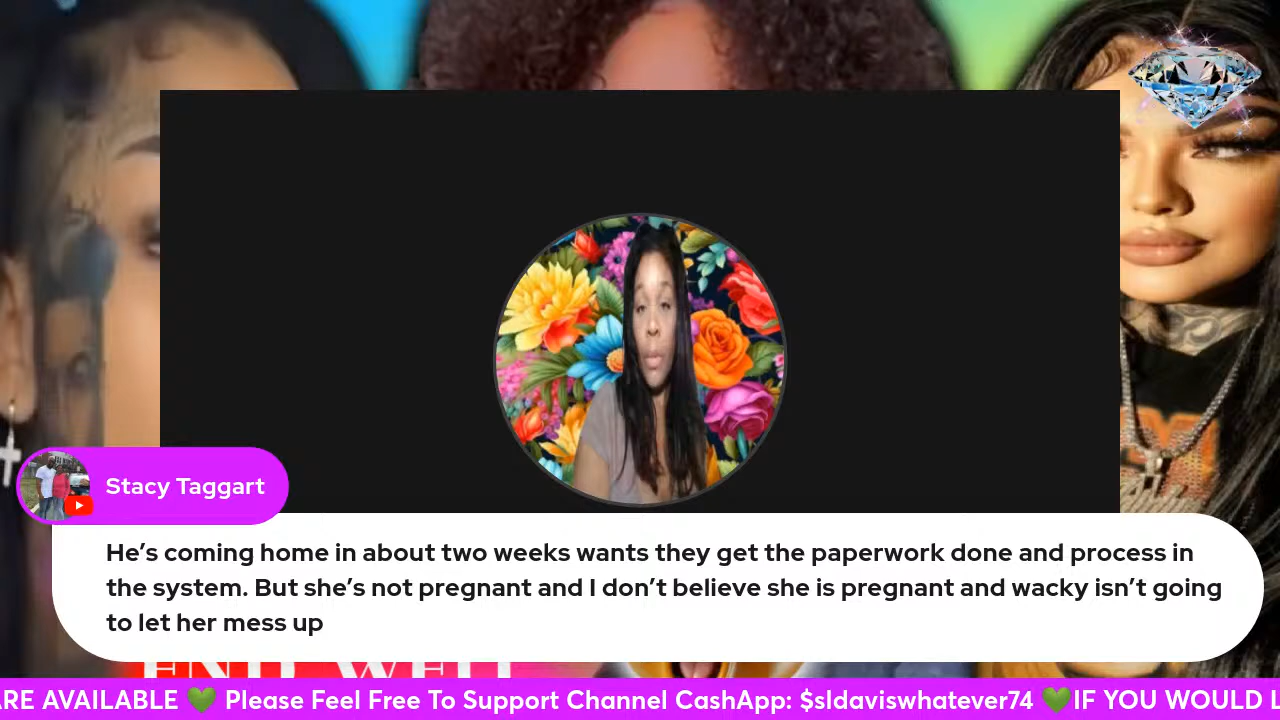 Stacy Taggart
He’s coming home in about two weeks wants they get the paperwork done and process in
the system. But she’s not pregnant and I don’t believe she is pregnant and wacky isn’t going
to let her mess up
END WELL
ARE AVAILABLE 💚 Please Feel Free To Support Channel CashApp: $sldaviswhatever74 💚IF YOU WOULD L